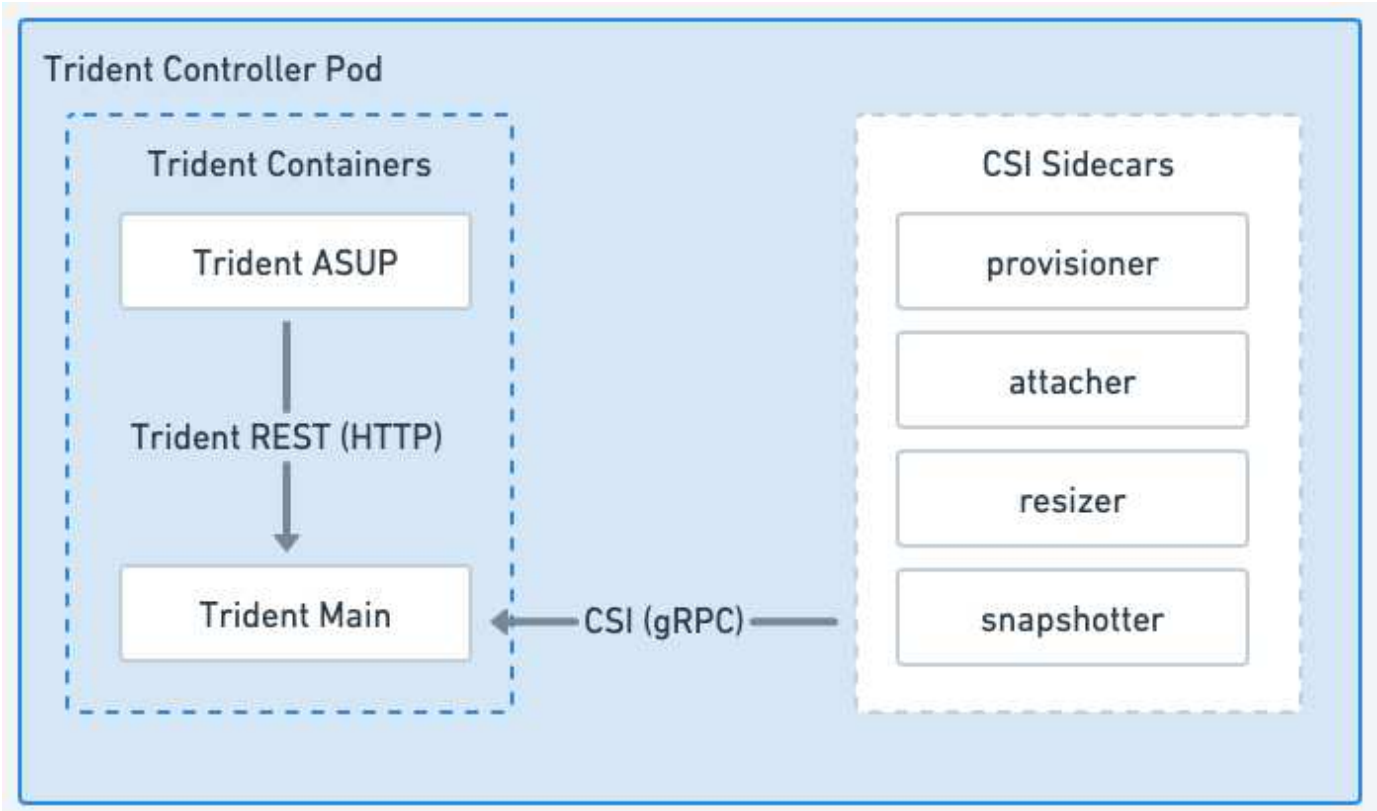 Trident Controller Pod
Trident Containers
Trident ASUP
Trident REST (HTTP)
Trident Main
CSI (gRPC)
CSI Sidecars
provisioner
attacher
resizer
snapshotter